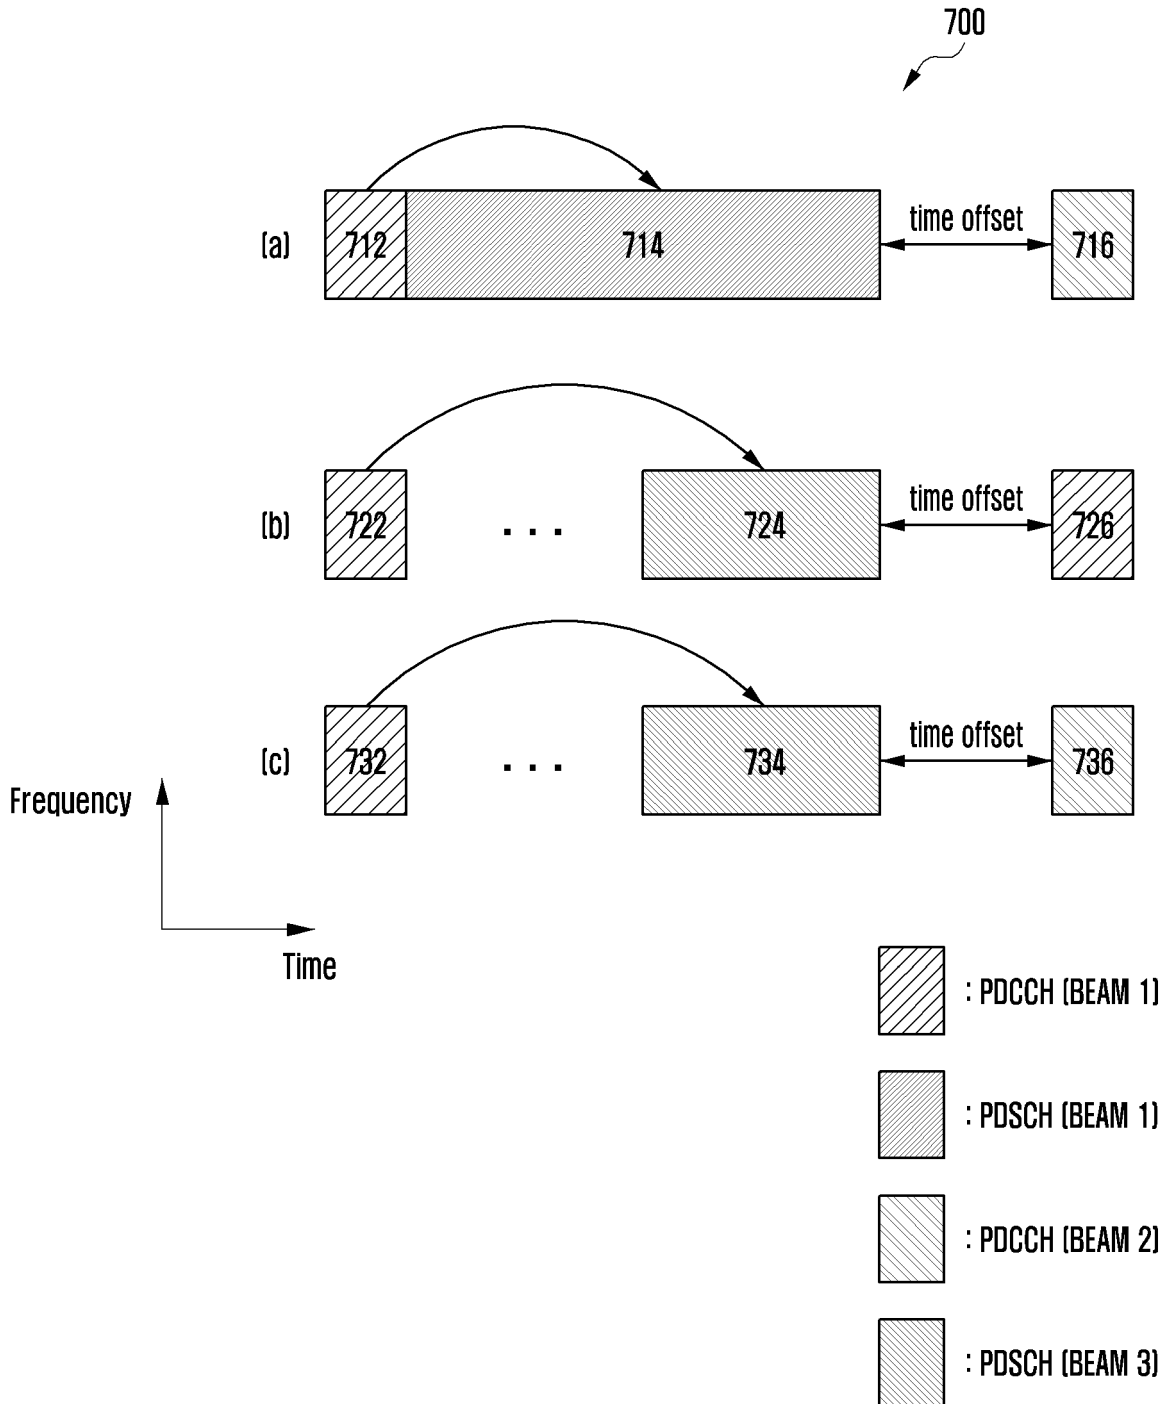 700
(a) 712 714 time offset 716
(b) 722 ... 724 time offset 726
(c) 732 ... 734 time offset 736
Frequency
Time
: PDCCH (BEAM 1)
: PDSCH (BEAM 1)
: PDCCH (BEAM 2)
: PDSCH (BEAM 3)